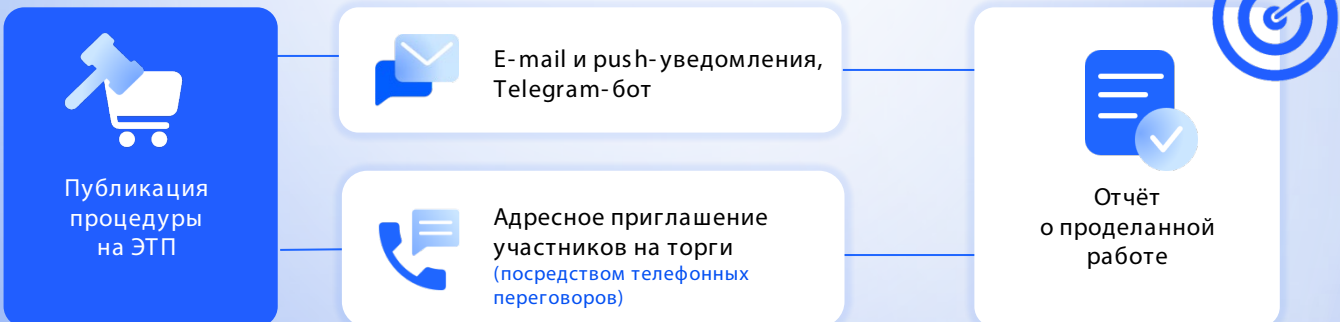 Публикация
процедуры
на ЭТП
E-mail и push-уведомления,
Telegram-бот
Адресное приглашение
участников на торги
(посредством телефонных
переговоров)
Отчёт
о проделанной
работе